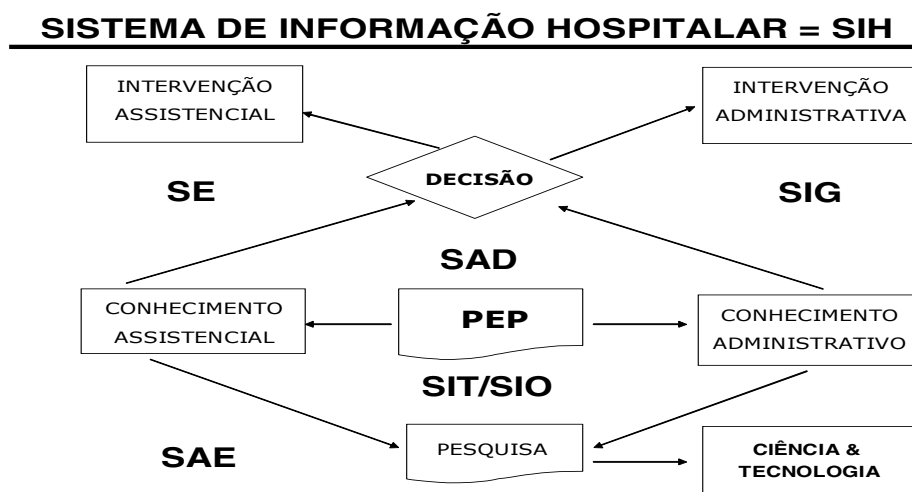 SISTEMA DE INFORMAÇÃO HOSPITALAR = SIH
INTERVENÇÃO
ASSISTENCIAL
INTERVENÇÃO
ADMINISTRATIVA
DECISÃO
SE
SIG
SAD
CONHECIMENTO
ASSISTENCIAL
PEP
CONHECIMENTO
ADMINISTRATIVO
SIT/SIO
SAE
PESQUISA
CIÊNCIA &
TECNOLOGIA